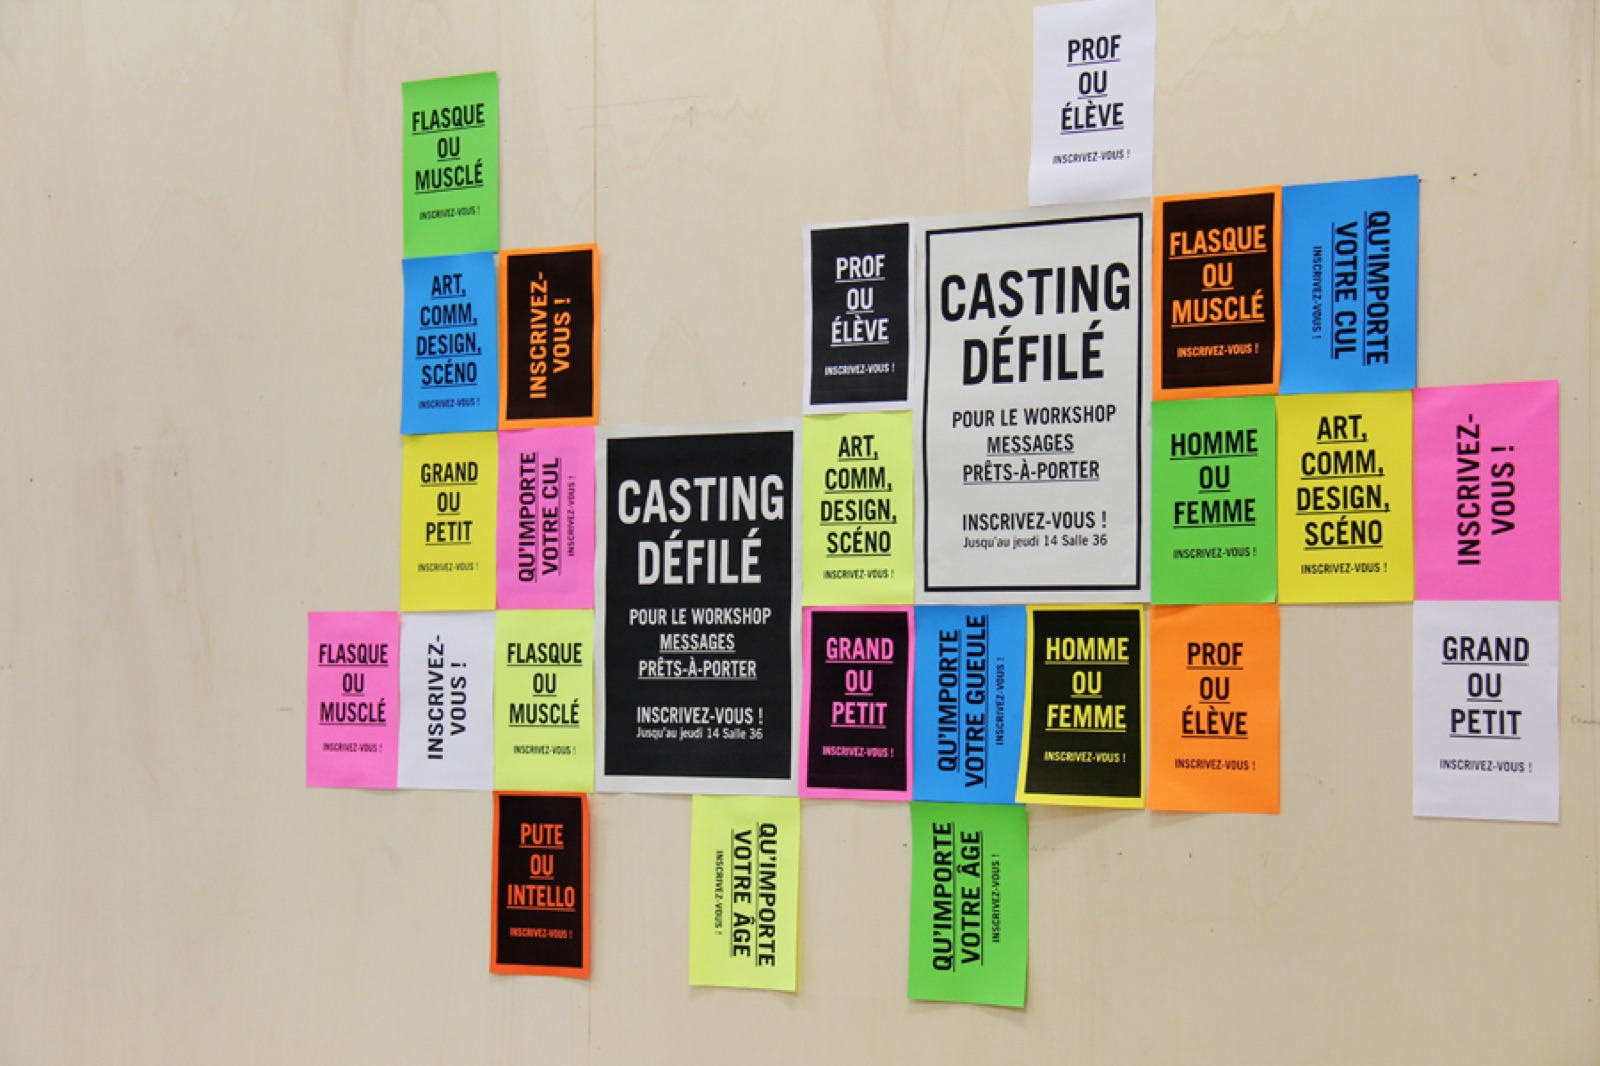 PROF
OU
ÉLÈVE
INSCRIVEZ-VOUS !
FLASQUE
OU
MUSCLÉ
INSCRIVEZ-VOUS !
ART,
COMM,
DESIGN,
SCÉNO
INSCRIVEZ-VOUS !
INSCRIVEZ-
VOUS !
PROF
OU
ÉLÈVE
INSCRIVEZ-VOUS !
CASTING
DÉFILÉ
POUR LE WORKSHOP
MESSAGES
PRÊTS-À-PORTER
INSCRIVEZ-VOUS !
Jusqu'au jeudi 14 Salle 36
FLASQUE
OU
MUSCLÉ
INSCRIVEZ-VOUS !
QU'IMPORTE
VOTRE CUL
INSCRIVEZ-VOUS !
GRAND
OU
PETIT
INSCRIVEZ-VOUS !
QU'IMPORTE
VOTRE CUL
INSCRIVEZ-VOUS !
CASTING
DÉFILÉ
POUR LE WORKSHOP
MESSAGES
PRÊTS-À-PORTER
INSCRIVEZ-VOUS !
Jusqu'au jeudi 14 Salle 36
ART,
COMM,
DESIGN,
SCÉNO
INSCRIVEZ-VOUS !
HOMME
OU
FEMME
INSCRIVEZ-VOUS !
ART,
COMM,
DESIGN,
SCÉNO
INSCRIVEZ-VOUS !
INSCRIVEZ-
VOUS !
FLASQUE
OU
MUSCLÉ
INSCRIVEZ-VOUS !
INSCRIVEZ-
VOUS !
FLASQUE
OU
MUSCLÉ
INSCRIVEZ-VOUS !
GRAND
OU
PETIT
INSCRIVEZ-VOUS !
QU'IMPORTE
VOTRE GUEULE
INSCRIVEZ-VOUS !
HOMME
OU
FEMME
INSCRIVEZ-VOUS !
PROF
OU
ÉLÈVE
INSCRIVEZ-VOUS !
GRAND
OU
PETIT
INSCRIVEZ-VOUS !
PUTE
OU
INTELLO
INSCRIVEZ-VOUS !
QU'IMPORTE
VOTRE ÂGE
INSCRIVEZ-VOUS !
QU'IMPORTE
VOTRE ÂGE
INSCRIVEZ-VOUS !